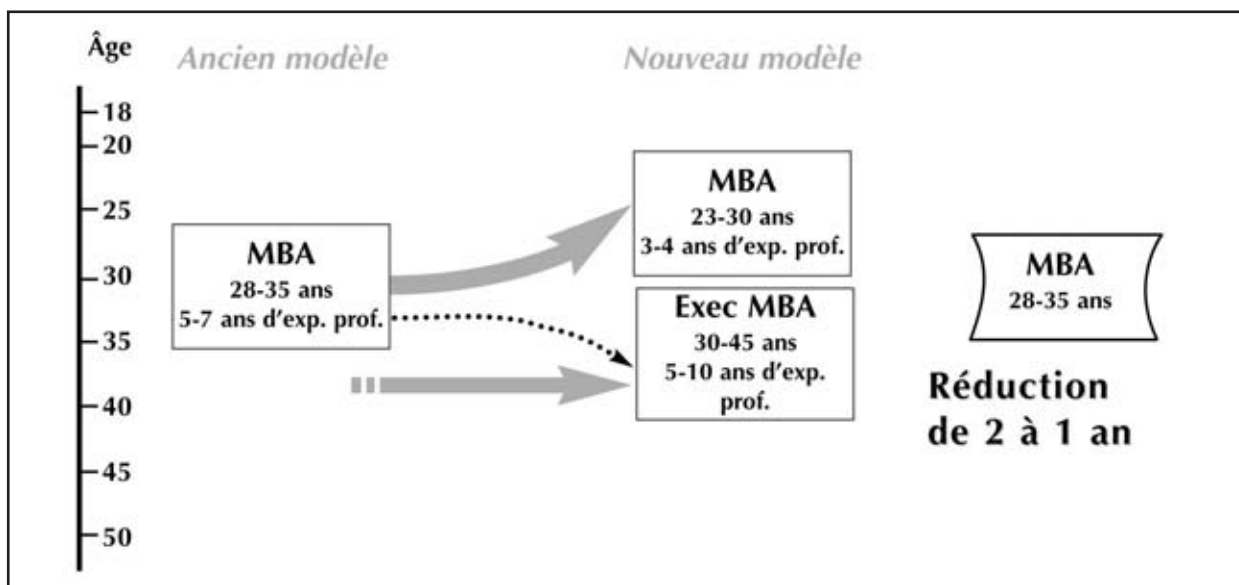 Âge
Ancien modèle
Nouveau modèle
18
20
25
30
35
40
45
50
MBA
28-35 ans
5-7 ans d’exp. prof.
MBA
23-30 ans
3-4 ans d’exp. prof.
Exec MBA
30-45 ans
5-10 ans d’exp.
prof.
MBA
28-35 ans
Réduction
de 2 à 1 an